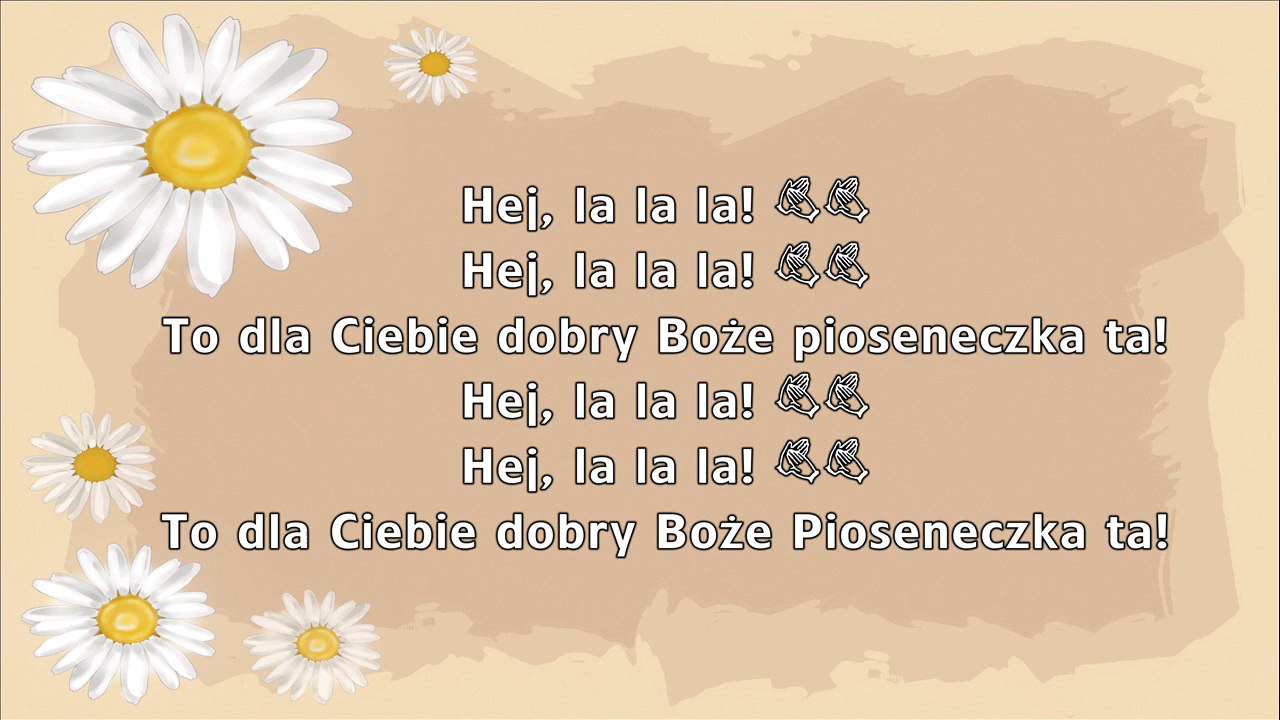 Hej, la la la! 👏👏
Hej, la la la! 👏👏
To dla Ciebie dobry Boże pioseneczka ta!
Hej, la la la! 👏👏
Hej, la la la! 👏👏
To dla Ciebie dobry Boże Pioseneczka ta!